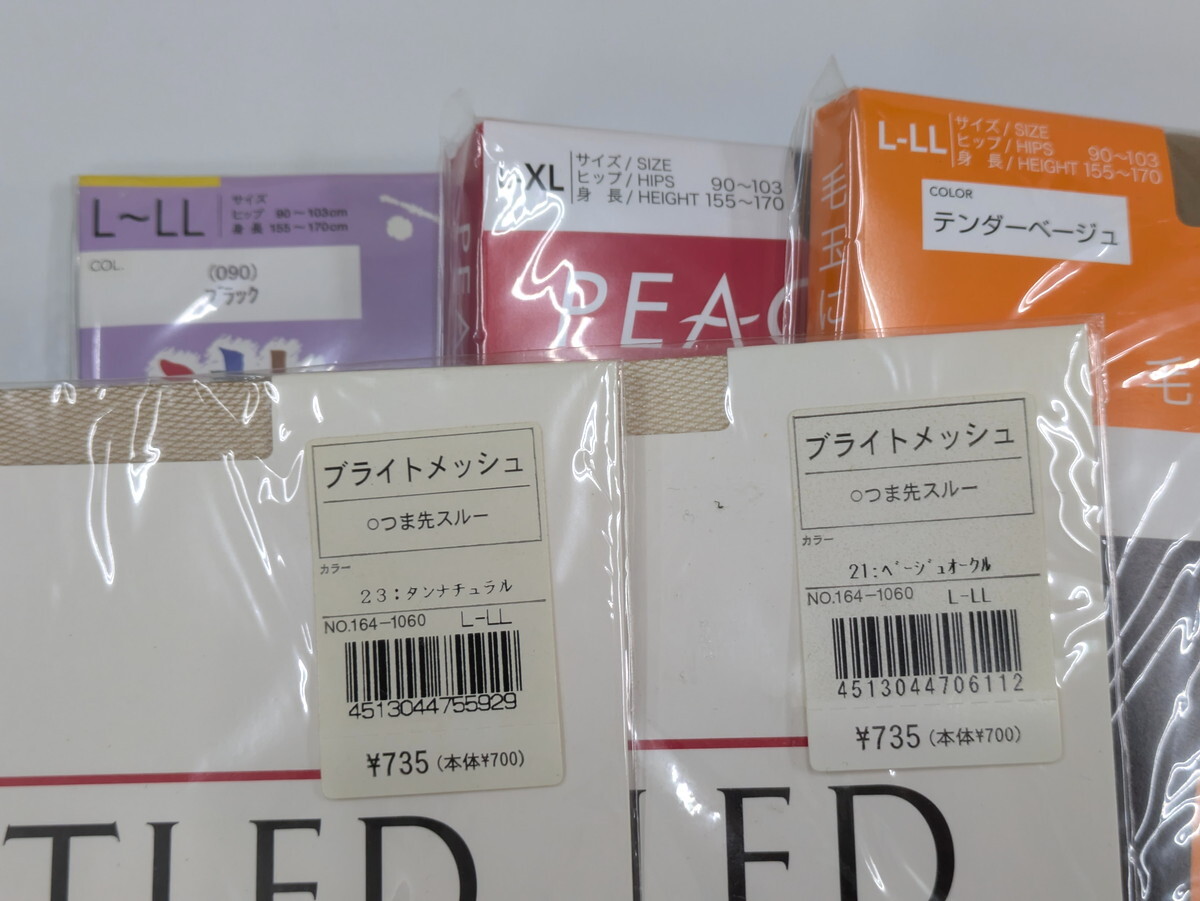 L～LL
サイズ
ヒップ 90～103cm
身長 155～170cm
COL.
(090)
ブラック
XL
サイズ / SIZE
ヒップ / HIPS 90～103
身長 / HEIGHT 155～170
PEA
PEAC
L-LL
サイズ / SIZE
ヒップ / HIPS 90～103
身長 / HEIGHT 155～170
COLOR
テンダーベージュ
毛玉に
毛
ブライトメッシュ
○つま先スルー
カラー
23：タンナチュラル
NO.164-1060 L-LL
4513044755929
¥735 (本体¥700)
TLED
ブライトメッシュ
○つま先スルー
カラー
21:ベージュオークル
NO.164-1060 L-LL
4513044706112
¥735 (本体¥700)
ED